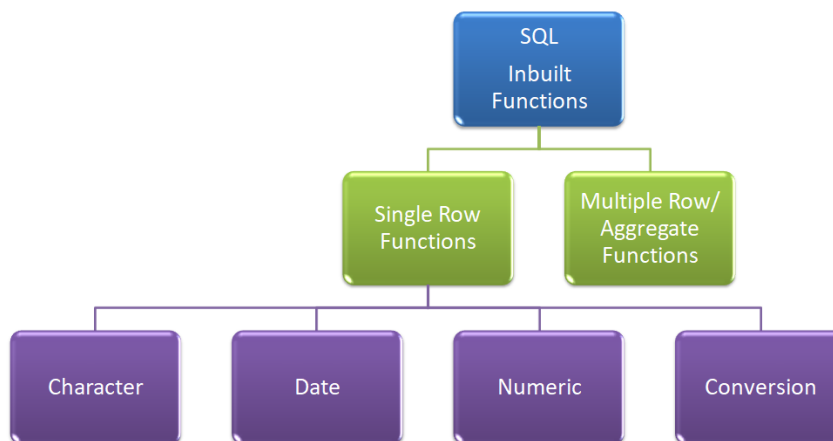 SQL
Inbuilt
Functions
Single Row
Functions
Multiple Row/
Aggregate
Functions
Character
Date
Numeric
Conversion